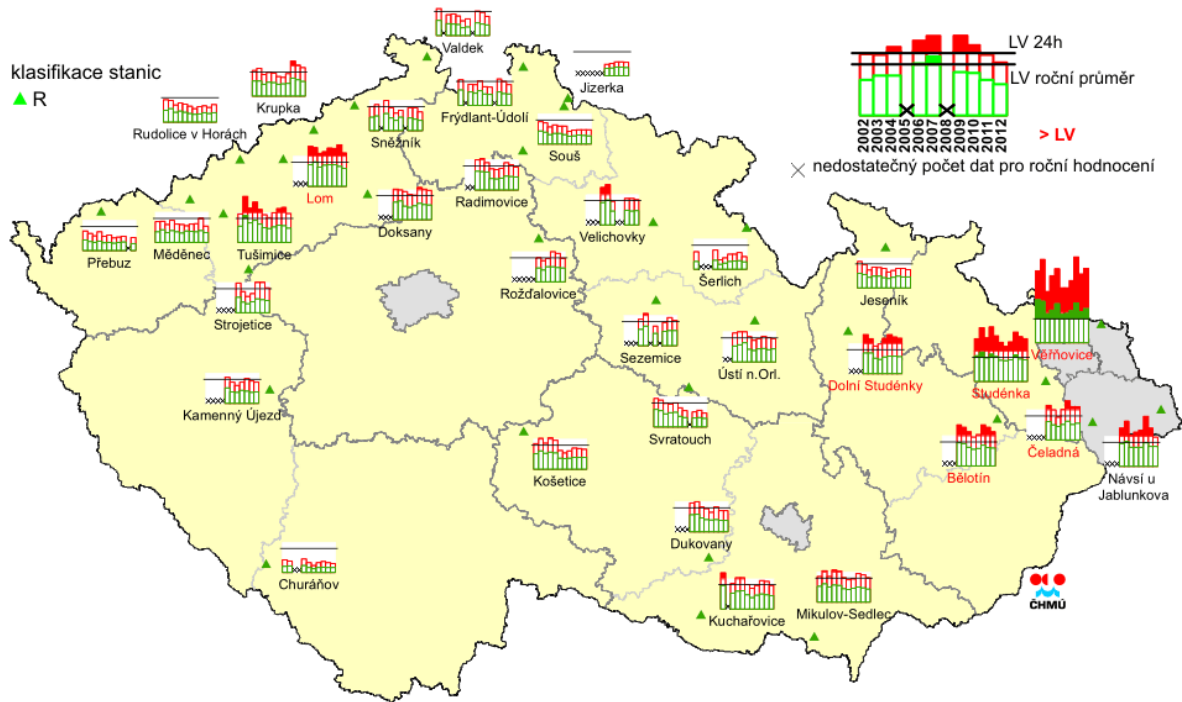 Valdek
LV 24h
klasifikace stanic
R
Krupka
Jizerka
LV roční průměr
Rudolice v Horách
Frýdlant-Údolí
Sněžník
Souš
2002
2003
2004
2005
2006
2007
2008
2009
2010
2011
2012
> LV
nedostatečný počet dat pro roční hodnocení
Lom
Radimovice
Doksany
Velichovky
Přebuz
Měděnec
Tušimice
Rožďalovice
Šerlich
Jeseník
Strojetice
Sezemice
Ústí n.Orl.
Dolní Studénky
Věřňovice
Studénka
Kamenný Újezd
Svratouch
Košetice
Bělotín
Čeladná
Návsí u
Jablunkova
Dukovany
Churáňov
Kuchařovice
Mikulov-Sedlec
ČHMÚ